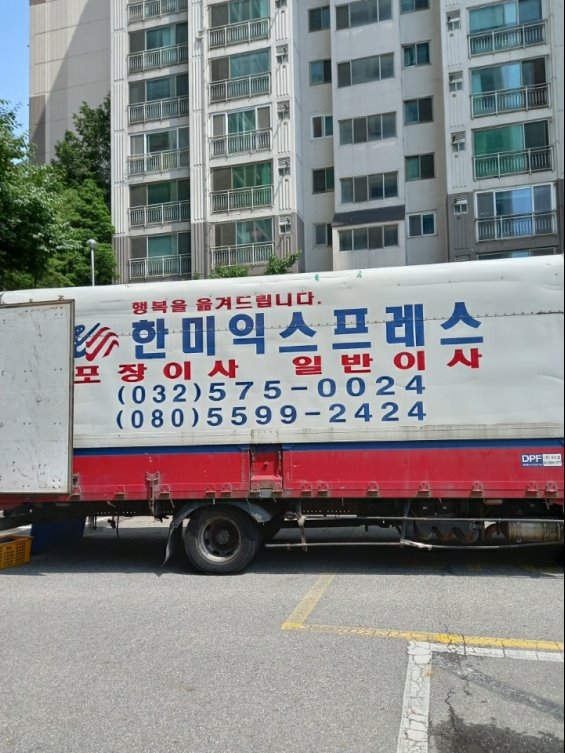 행복을 옮겨드립니다.
한미익스프레스
포장이사 일반이사
(032)575-0024
(080)5599-2424
DPF